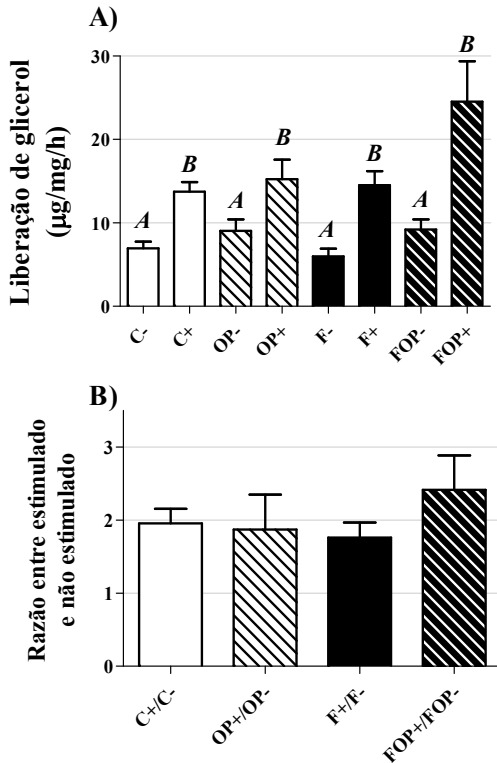 A)
Liberação de glicerol
(µg/mg/h)
30
20
10
0
A
B
A
B
A
B
A
B
C-
C+
OP-
OP+
F-
F+
FOP-
FOP+
B)
Razão entre estimulado
e não estimulado
3
2
1
0
C+/C-
OP+/OP-
F+/F-
FOP+/FOP-